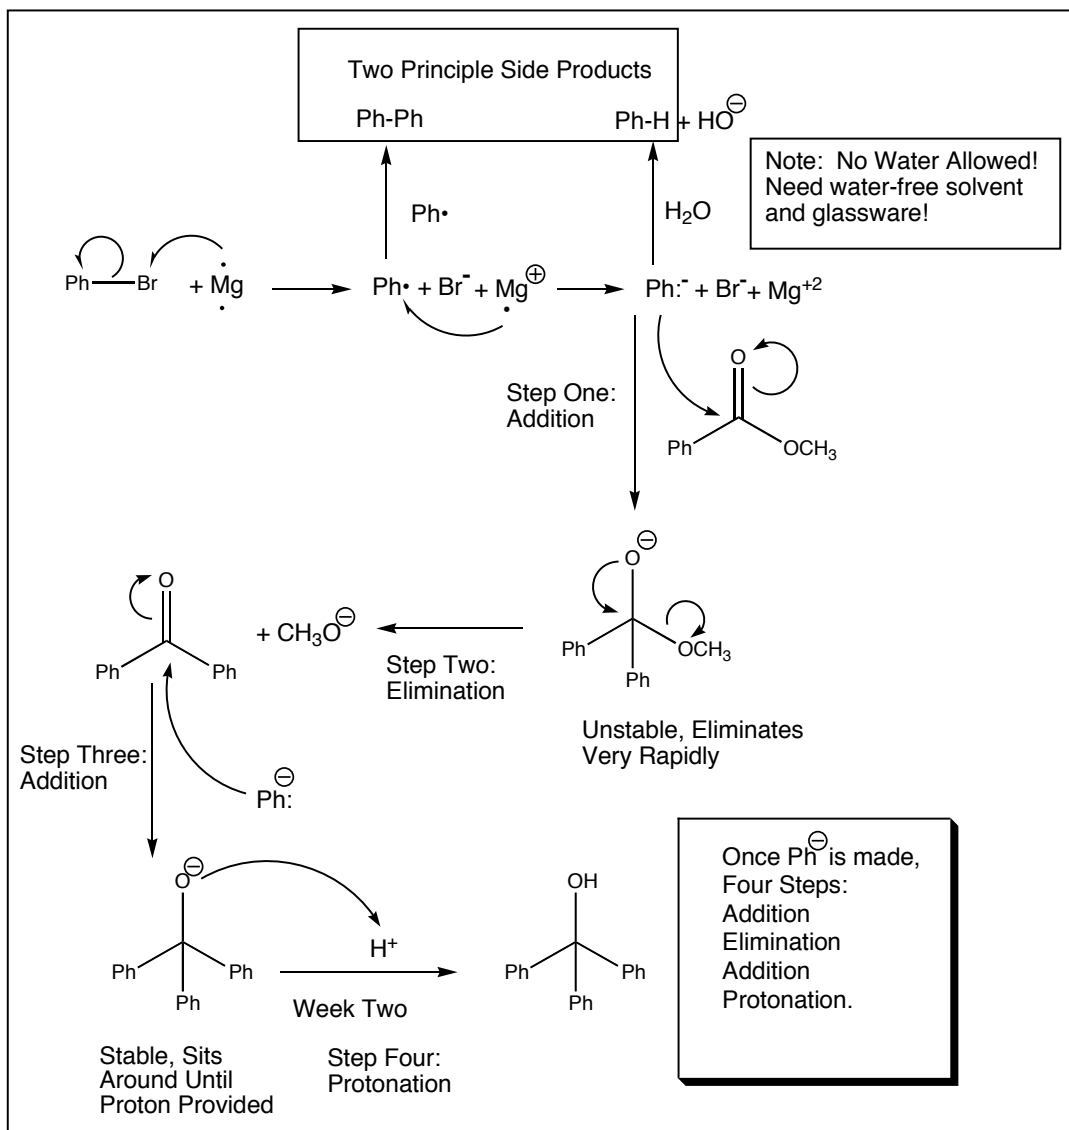 Two Principle Side Products
Ph-Ph
Ph-H + HO⊖
Note: No Water Allowed!
Need water-free solvent
and glassware!
Ph•
H₂O
Ph Br + Mg
Ph• + Br⁻ + Mg⊕
Ph:⁻ + Br⁻ + Mg⁺²
Step One:
Addition
O
Ph
OCH₃
O⊖
Ph
OCH₃
Ph
Unstable, Eliminates
Very Rapidly
Step Two:
Elimination
O
Ph
Ph
+ CH₃O⊖
Step Three:
Addition
Ph:⊖
O⊖
Ph
Ph
Ph
Stable, Sits
Around Until
Proton Provided
H⁺
Week Two
Step Four:
Protonation
OH
Ph
Ph
Ph
Once Ph⊖ is made,
Four Steps:
Addition
Elimination
Addition
Protonation.